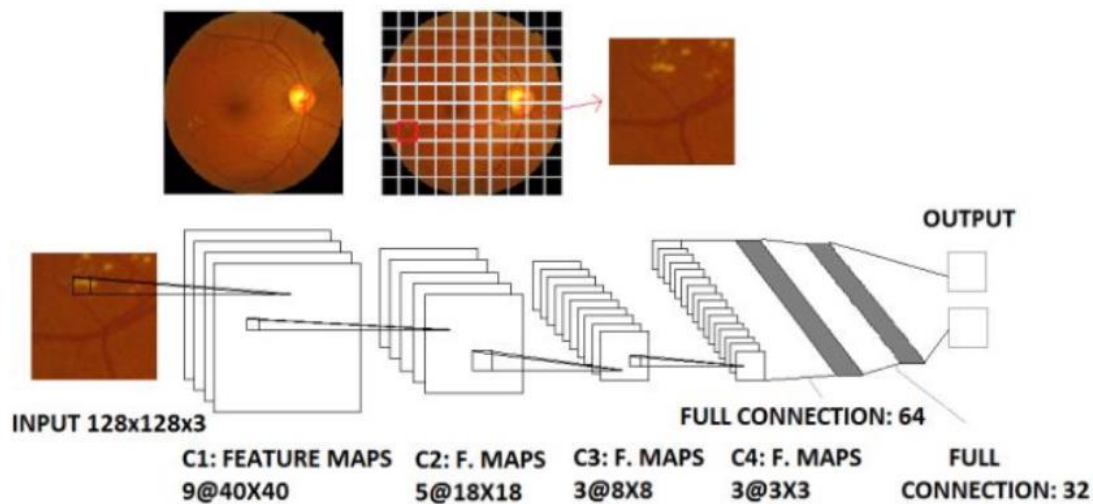 OUTPUT
INPUT 128x128x3
FULL CONNECTION: 64
C1: FEATURE MAPS
9@40X40
C2: F. MAPS
5@18X18
C3: F. MAPS
3@8X8
C4: F. MAPS
3@3X3
FULL
CONNECTION: 32